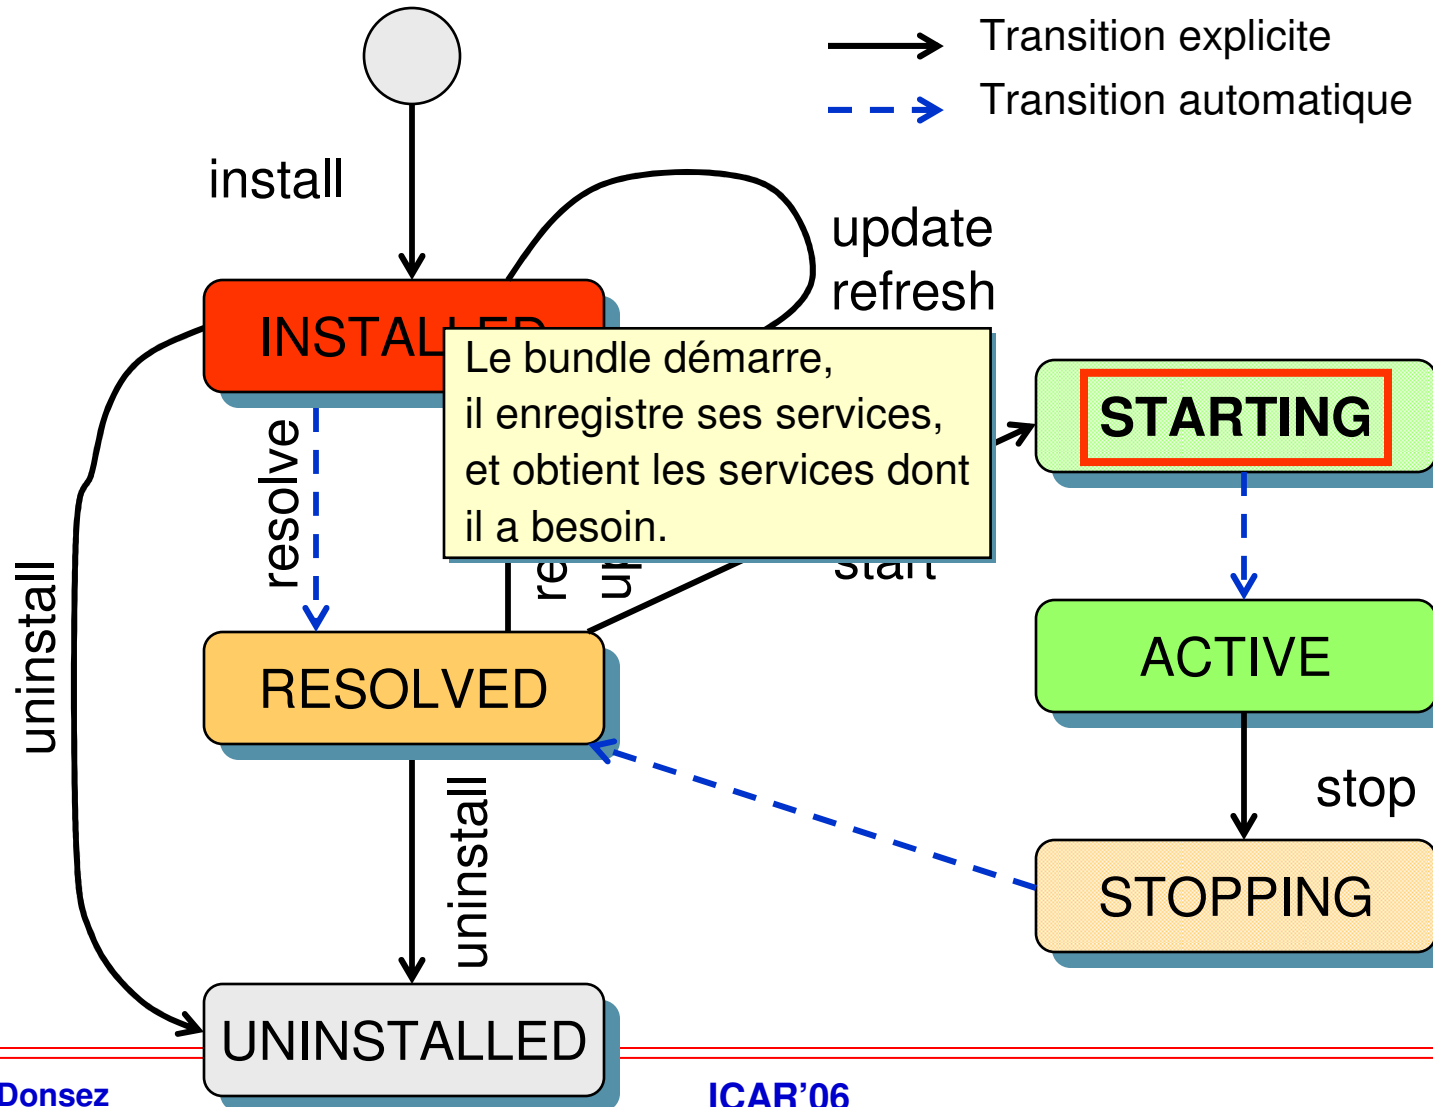 Transition explicite
Transition automatique
install
update
refresh
Le bundle démarre,
il enregistre ses services,
et obtient les services dont
il a besoin.
STARTING
resolve
start
uninstall
RESOLVED
ACTIVE
stop
uninstall
STOPPING
UNINSTALLED
Donsez
ICAR'06